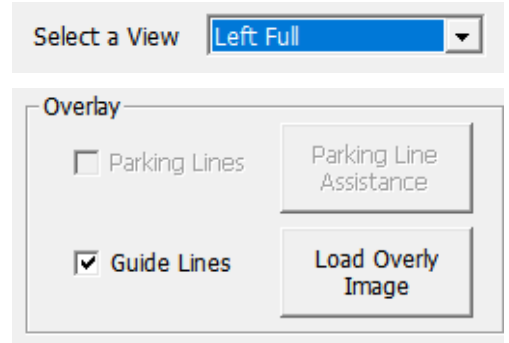 Select a View Left Full
Overlay
Parking Lines
Parking Line
Assistance
Guide Lines
Load Overly
Image